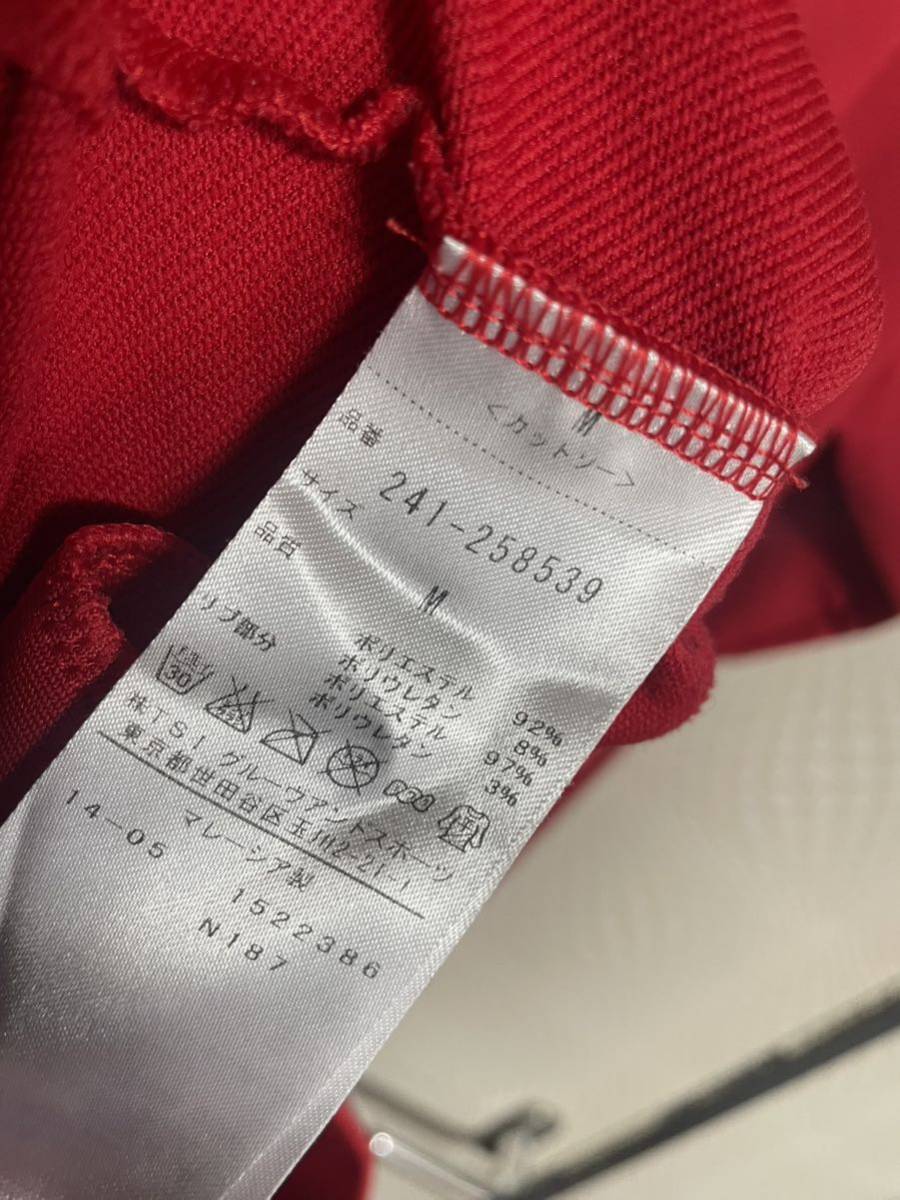 M
<カットソー>
品番 241-258539
サイズ M
品質 ポリエステル 92%
ポリウレタン 8%
リブ部分 ポリエステル 97%
ポリウレタン 3%
30
株TSI グルーヴアンドスポーツ
東京都世田谷区玉川2-21-1
マレーシア製
14-05 1522386
N187